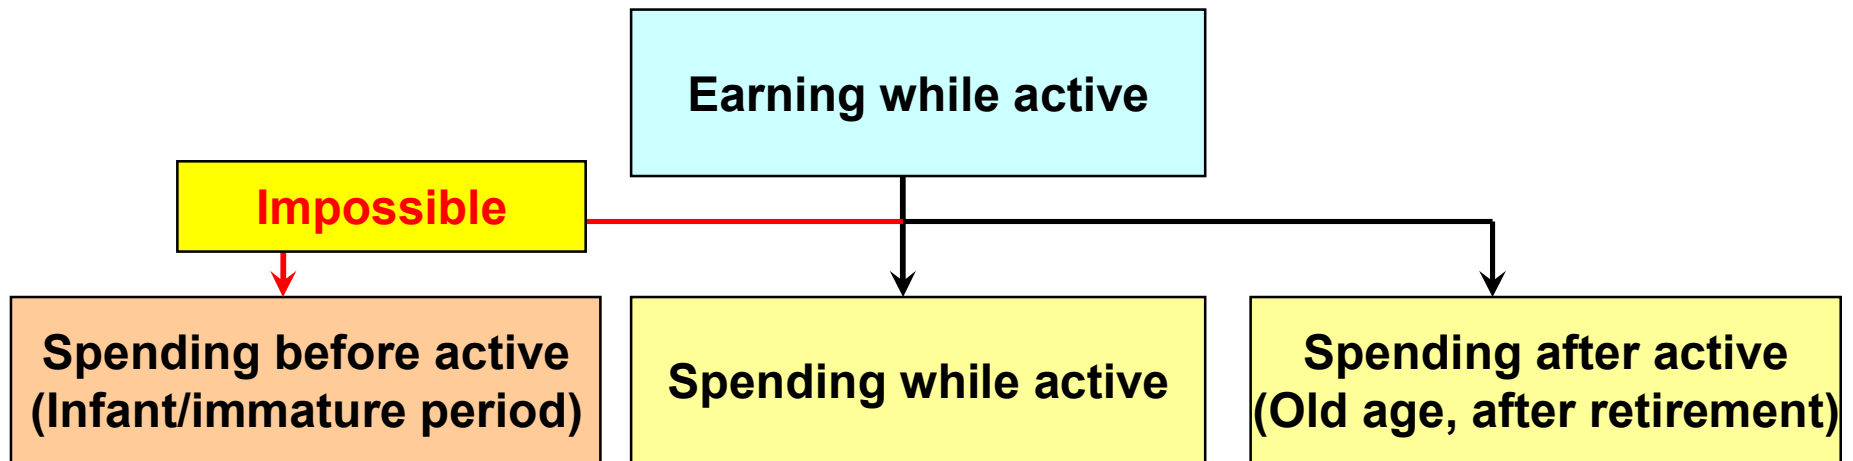 Earning while active
Impossible
Spending before active
(Infant/immature period)
Spending while active
Spending after active
(Old age, after retirement)